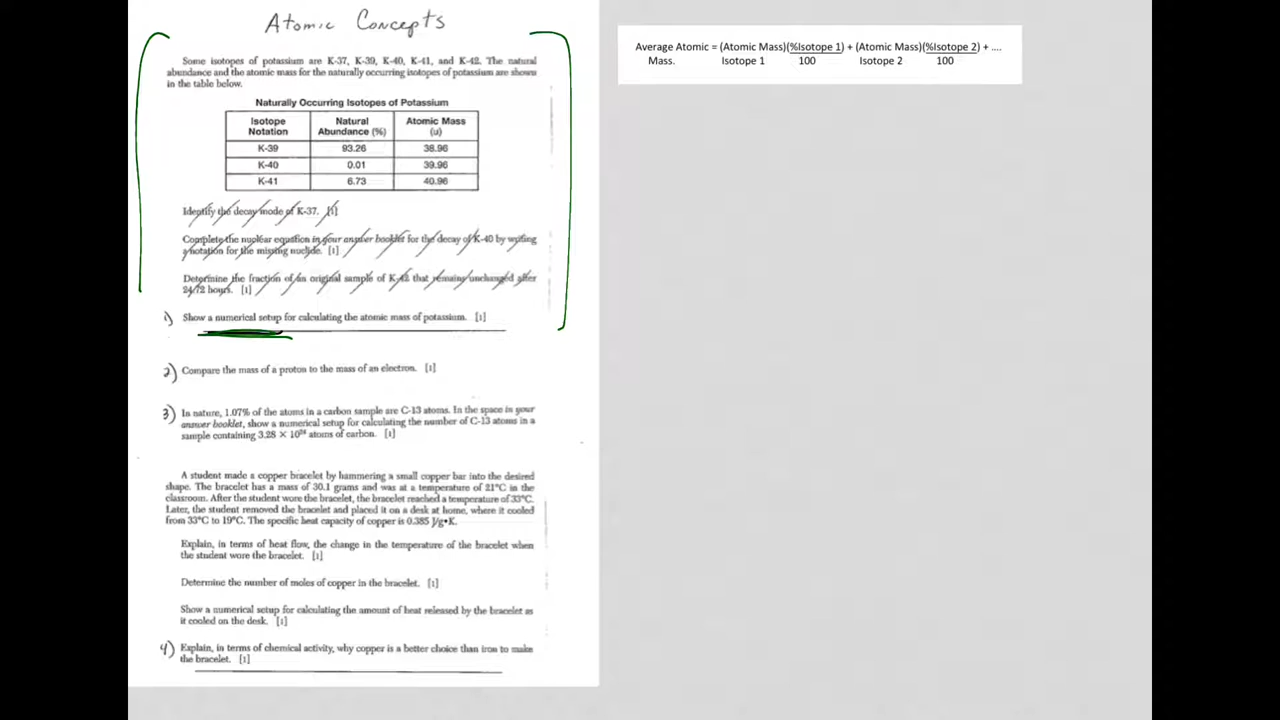 Atomic Concepts
Some isotopes of potassium are K-37, K-39, K-40, K-41, and K-42. The natural
abundance and the atomic mass for the naturally occurring isotopes of potassium are shown
in the table below.
Naturally Occurring Isotopes of Potassium
Isotope Notation Natural Abundance (%) Atomic Mass (u)
K-39 93.26 38.96
K-40 0.01 39.96
K-41 6.73 40.96
Identify the decay mode of K-37. [1]
Complete the nuclear equation in your answer booklet for the decay of K-40 by writing
a notation for the missing nuclide. [1]
Determine the fraction of an original sample of K-42 that remains unchanged after
24.72 hours. [1]
1) Show a numerical setup for calculating the atomic mass of potassium. [1]
2) Compare the mass of a proton to the mass of an electron. [1]
3) In nature, 1.07% of the atoms in a carbon sample are C-13 atoms. In the space in your
answer booklet, show a numerical setup for calculating the number of C-13 atoms in a
sample containing 3.28 × 10²⁴ atoms of carbon. [1]
A student made a copper bracelet by hammering a small copper bar into the desired
shape. The bracelet has a mass of 30.1 grams and was at a temperature of 21°C in the
classroom. After the student wore the bracelet, the bracelet reached a temperature of 33°C.
Later, the student removed the bracelet and placed it on a desk at home, where it cooled
from 33°C to 19°C. The specific heat capacity of copper is 0.385 J/g•K.
Explain, in terms of heat flow, the change in the temperature of the bracelet when
the student wore the bracelet. [1]
Determine the number of moles of copper in the bracelet. [1]
Show a numerical setup for calculating the amount of heat released by the bracelet as
it cooled on the desk. [1]
4) Explain, in terms of chemical activity, why copper is a better choice than iron to make
the bracelet. [1]
Average Atomic = (Atomic Mass)(%Isotope 1) + (Atomic Mass)(%Isotope 2) + ....
Mass. Isotope 1 100 Isotope 2 100